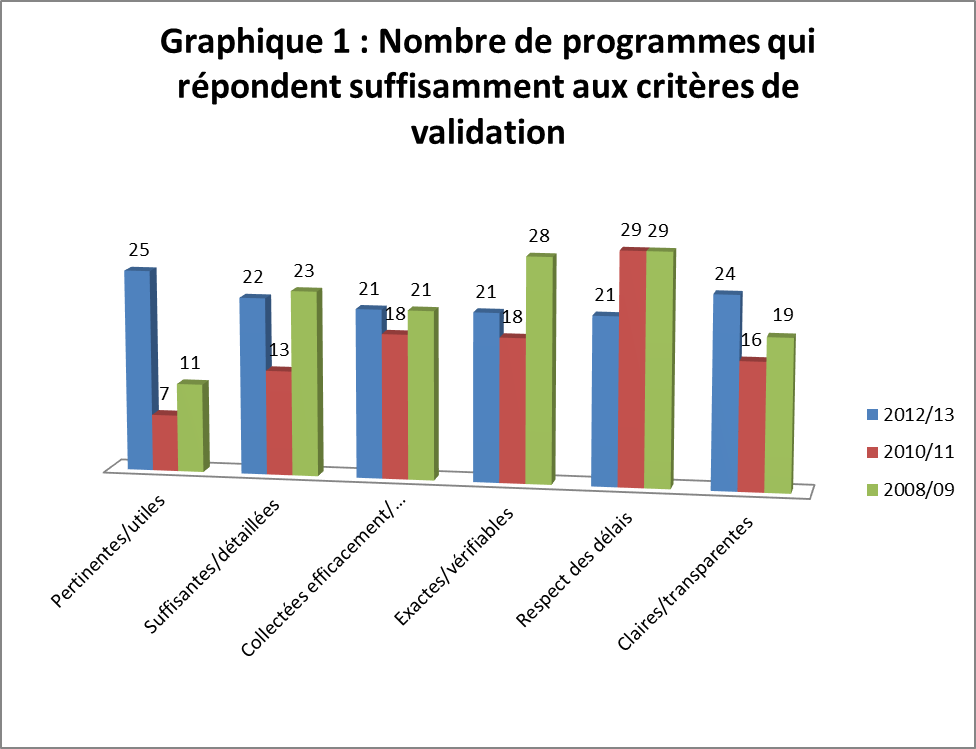 Graphique 1 : Nombre de programmes qui
répondent suffisamment aux critères de
validation
25
7
11
22
13
23
21
18
21
21
18
28
21
29
29
24
16
19
2012/13
2010/11
2008/09
Pertinentes/utiles
Suffisantes/détaillées
Collectées efficacement/...
Exactes/vérifiables
Respect des délais
Claires/transparentes